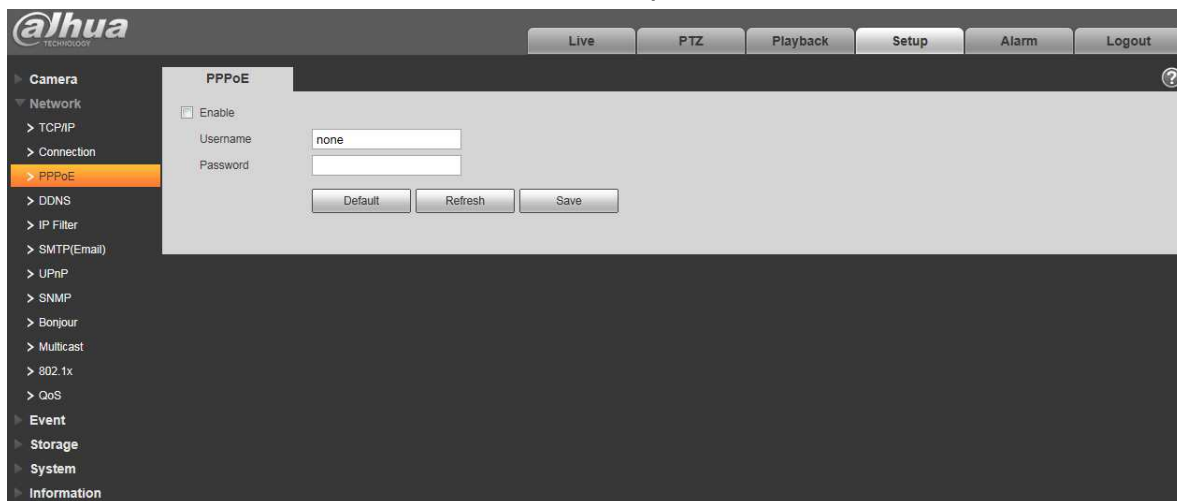 alhua
TECHNOLOGY
Live PTZ Playback Setup Alarm Logout
Camera
Network
> TCP/IP
> Connection
> PPPoE
> DDNS
> IP Filter
> SMTP(Email)
> UPnP
> SNMP
> Bonjour
> Multicast
> 802.1x
> QoS
Event
Storage
System
Information
PPPoE
?
Enable
Username none
Password
Default Refresh Save